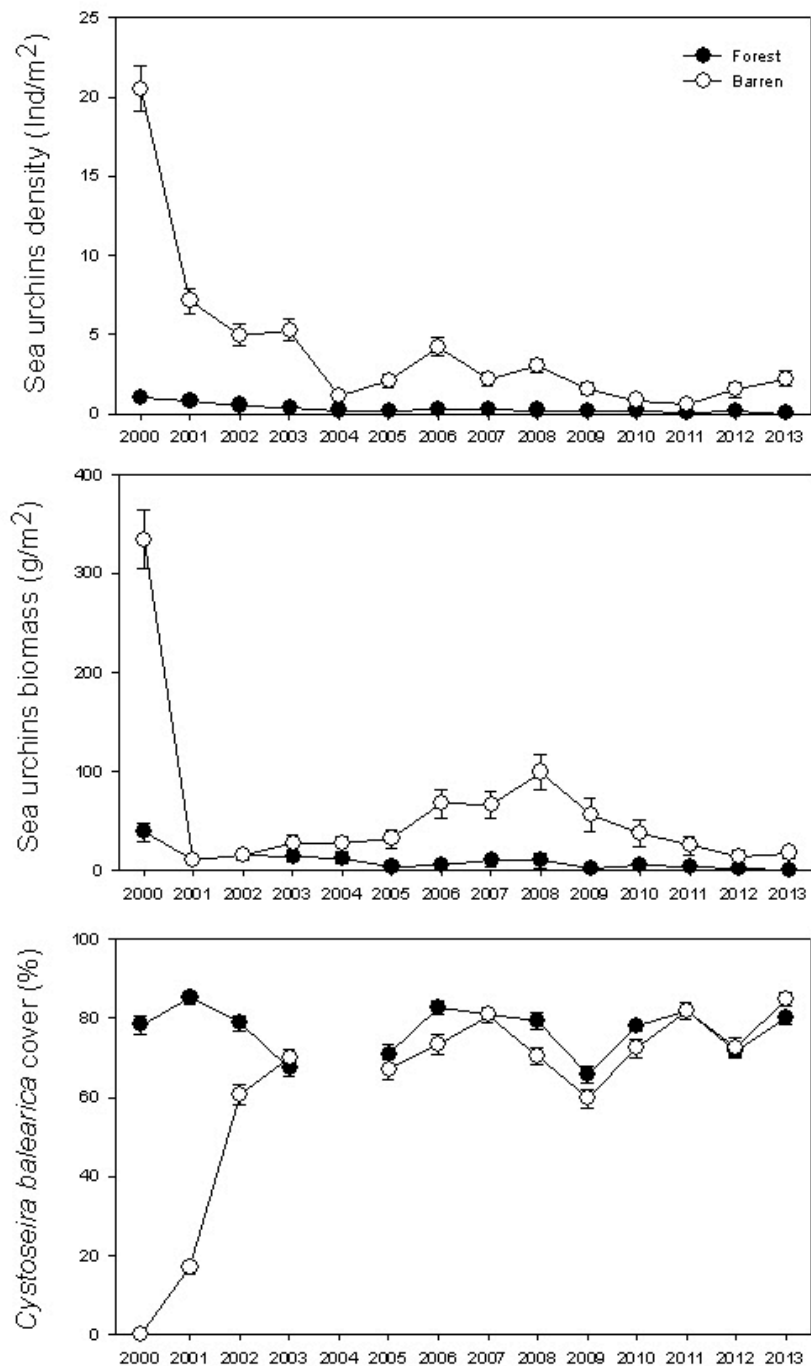 Sea urchins density (Ind/m²)
25
20
15
10
5
0
Forest
Barren
2000 2001 2002 2003 2004 2005 2006 2007 2008 2009 2010 2011 2012 2013
Sea urchins biomass (g/m²)
400
300
200
100
0
2000 2001 2002 2003 2004 2005 2006 2007 2008 2009 2010 2011 2012 2013
Cystoseira balearica cover (%)
100
80
60
40
20
0
2000 2001 2002 2003 2004 2005 2006 2007 2008 2009 2010 2011 2012 2013